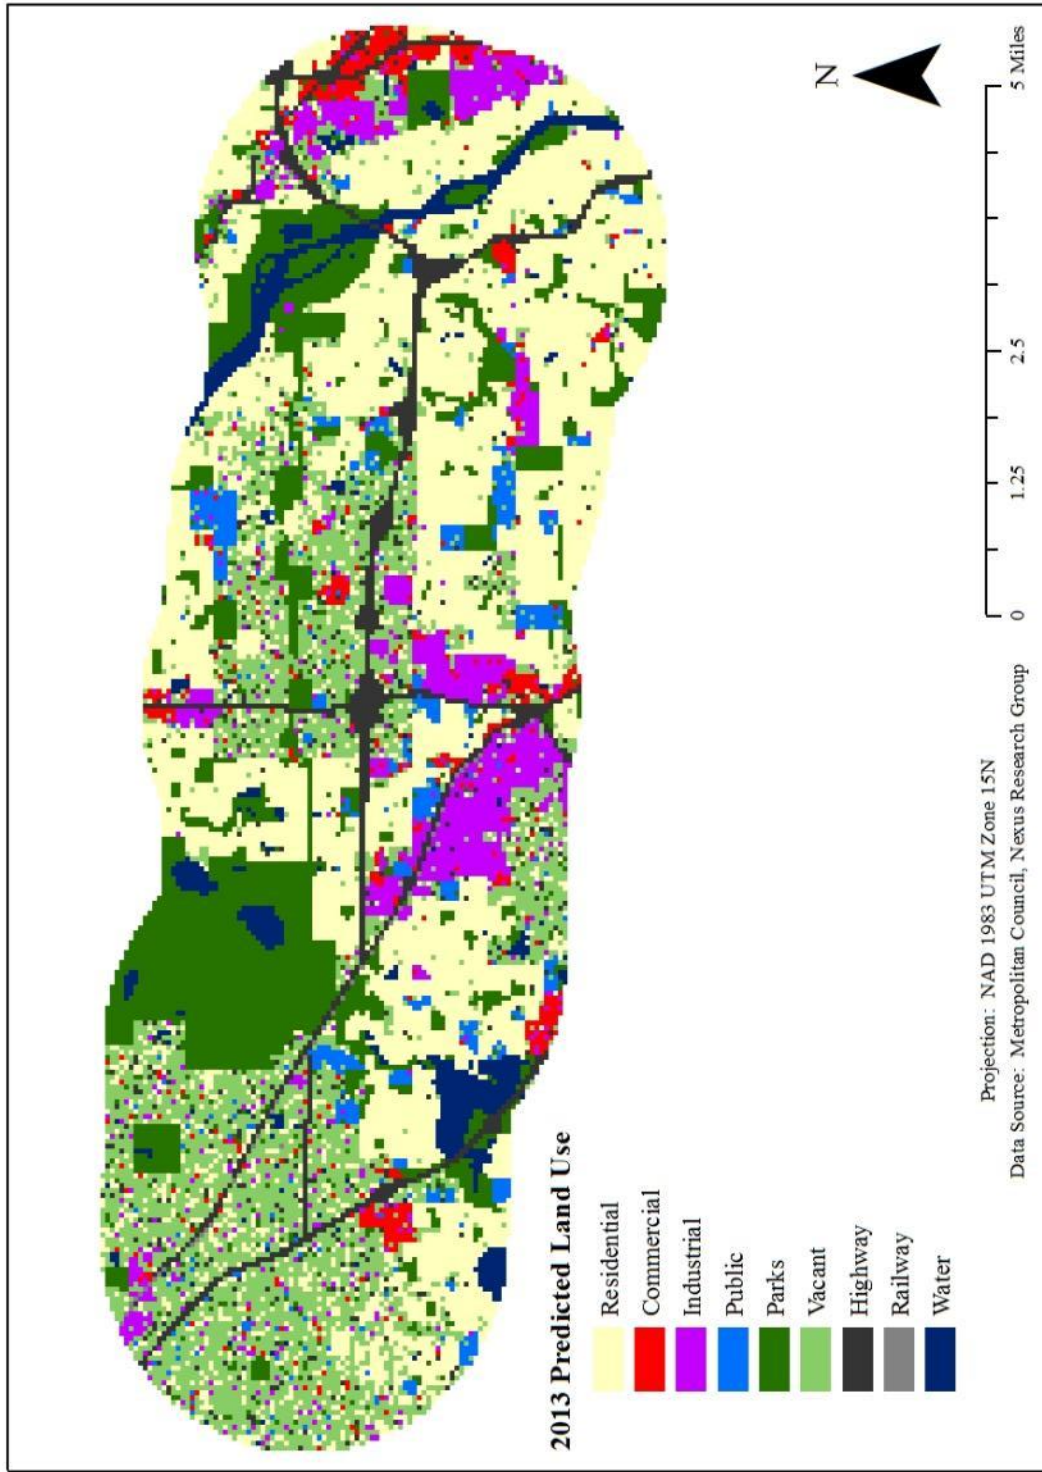 N
5 Miles
2.5
1.25
0
2013 Predicted Land Use
Residential
Commercial
Industrial
Public
Parks
Vacant
Highway
Railway
Water
Projection: NAD 1983 UTM Zone 15N
Data Source: Metropolitan Council, Nexus Research Group